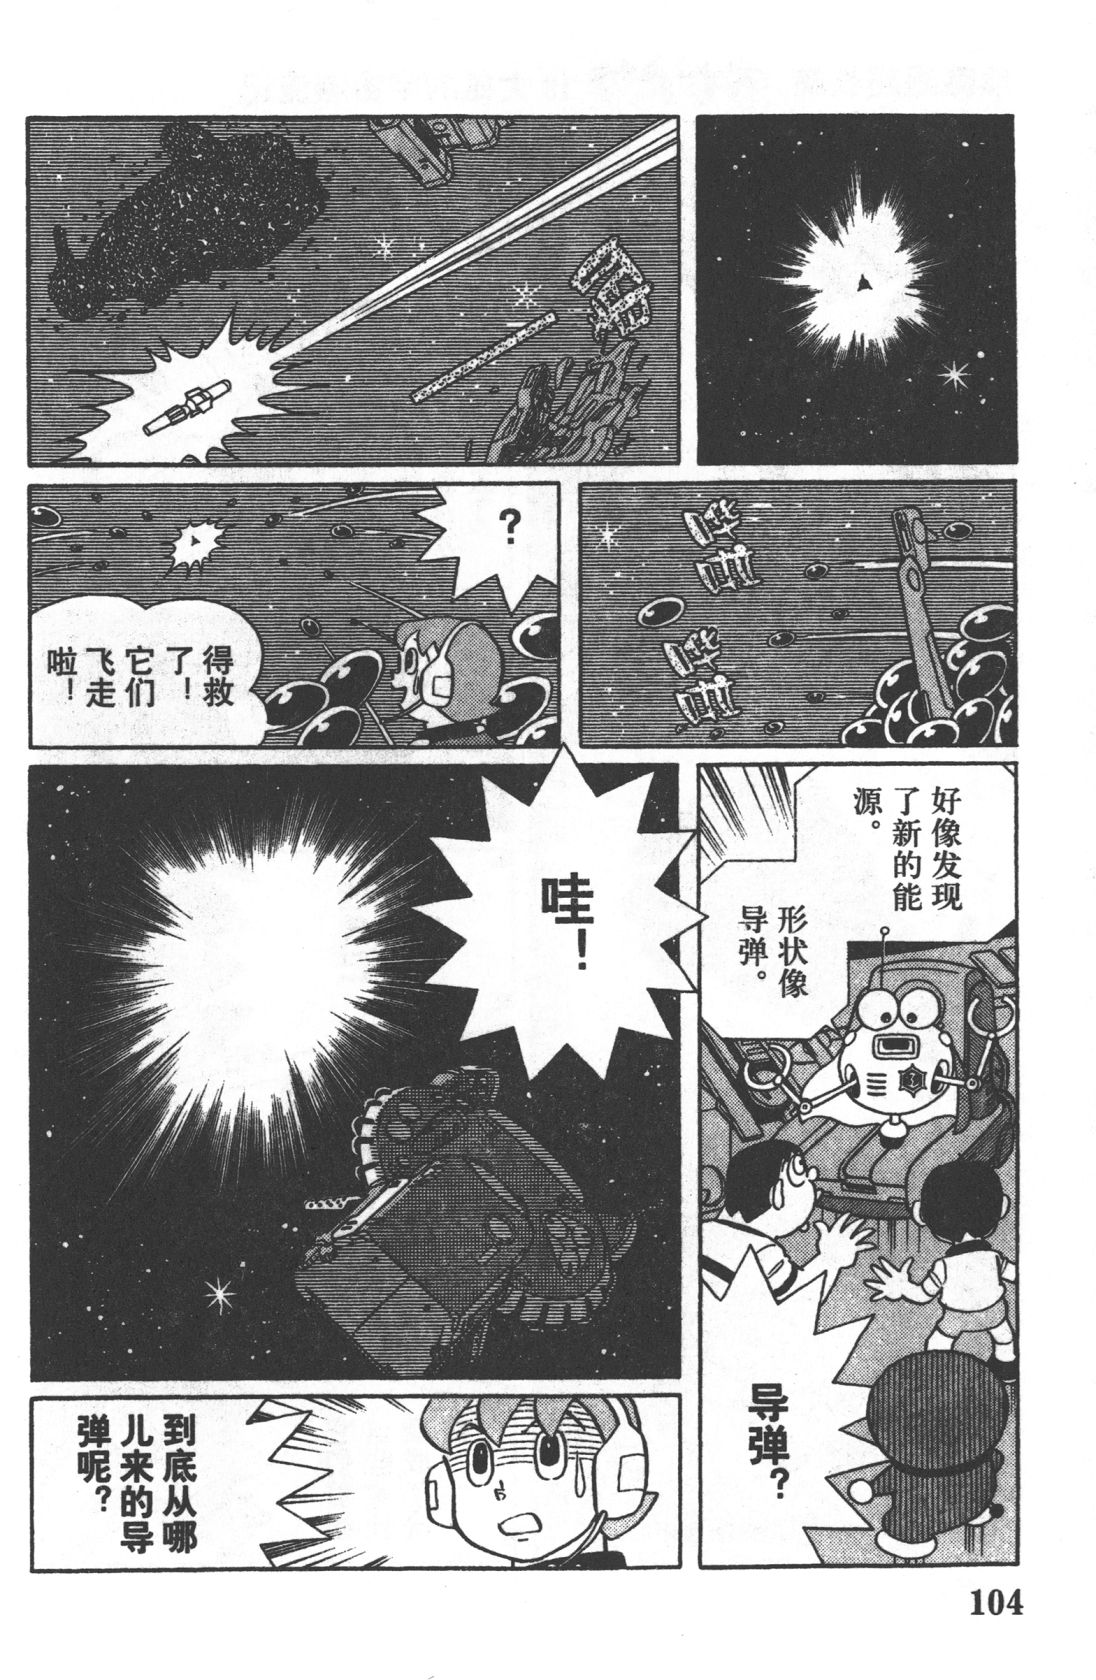 ?
得救
了!
它们
飞走
啦!
好像发现
了新的能
源。
形状像
导弹。
导弹?
哇!
到底从哪
儿来的导
弹呢?
104